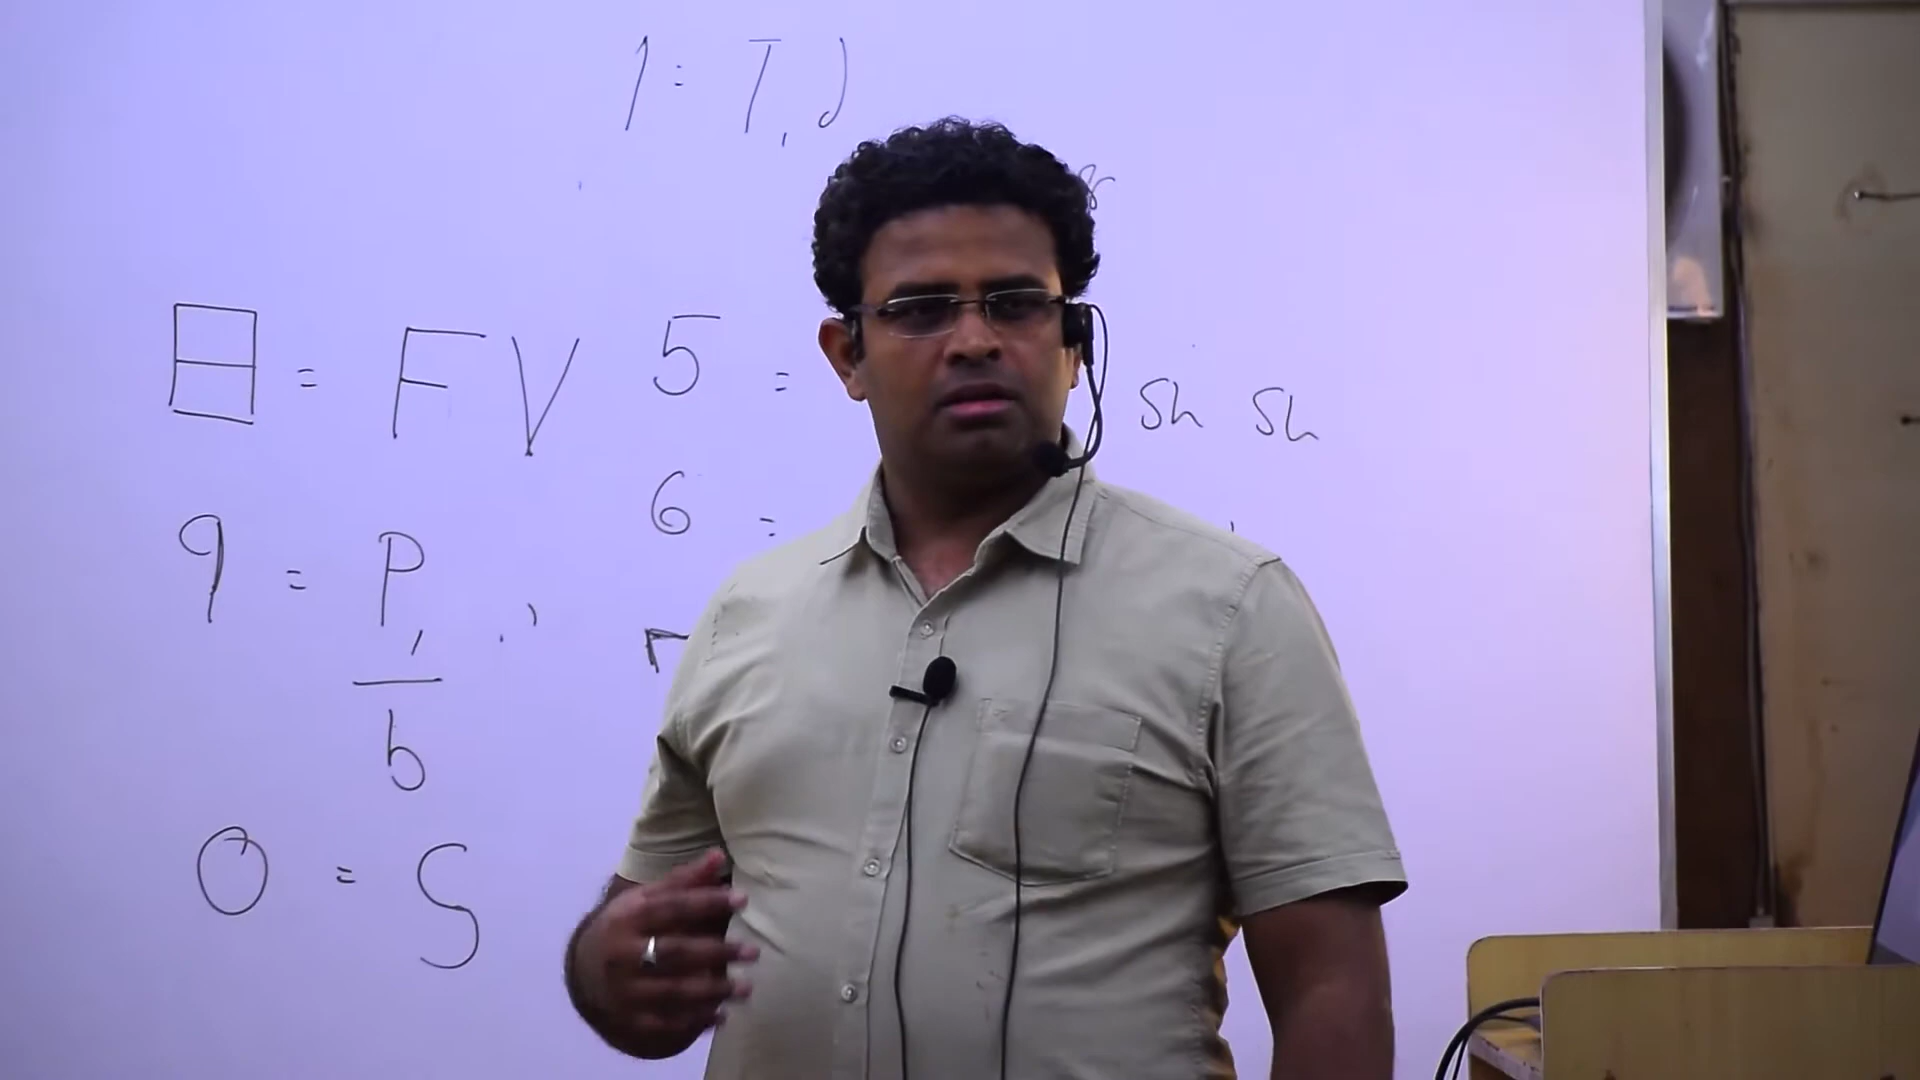 1 = T, d
8 = F V
5 =
Sh Sh
6 =
9 = P,
b
0 = S